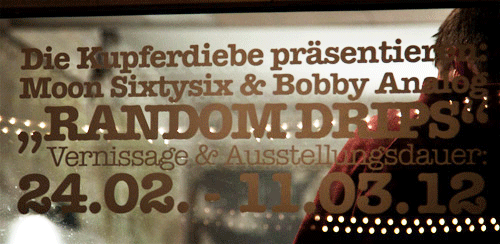 Die Kupferdiebe präsentieren:
Moon Sixtysix & Bobby Analog
„RANDOM DRIPS“
Vernissage & Ausstellungsdauer:
24.02. - 11.03.12